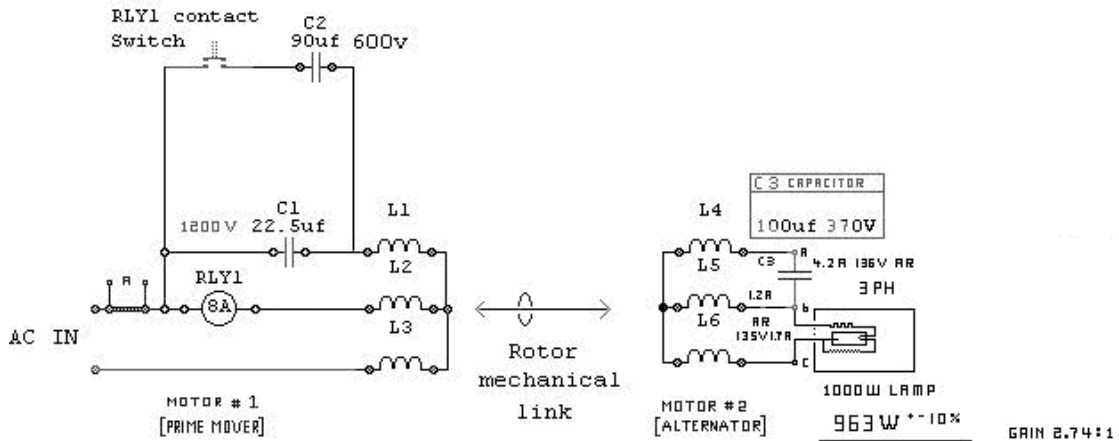 RLY1 contact
Switch
C2
90uf 600v
1200V
C1
22.5uf
L1
L2
RLY1
8A
L3
A
AC IN
MOTOR # 1
[PRIME MOVER]
Rotor
mechanical
link
C3 CAPACITOR
100uf 370V
L4
L5
L6
C3
A
4.2A 136V AR
3 PH
1.2A
b
AR
135V1.7A
C
1000W LAMP
MOTOR #2
[ALTERNATOR]
963W +-10%
GAIN 2.74:1